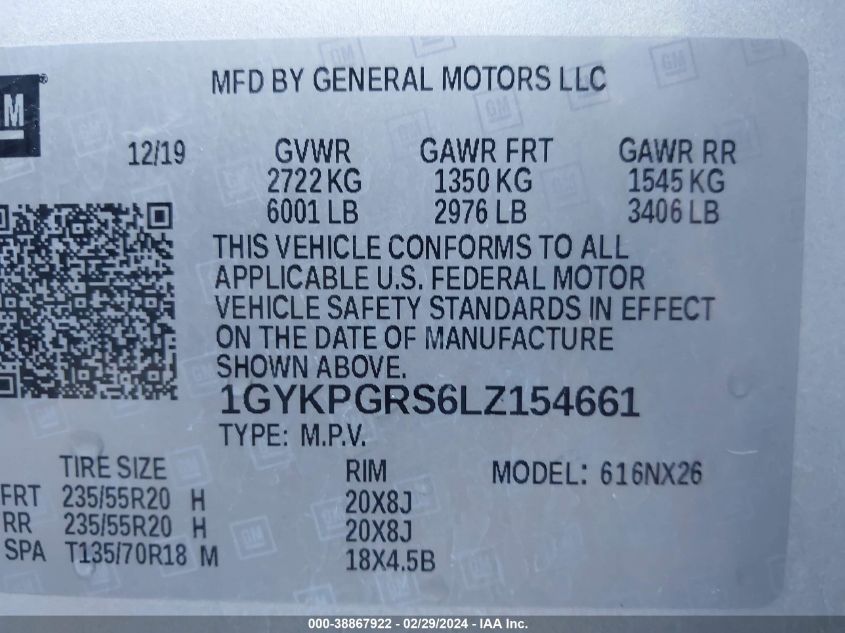 MFD BY GENERAL MOTORS LLC
GM
®
12/19 GVWR GAWR FRT GAWR RR
2722 KG 1350 KG 1545 KG
6001 LB 2976 LB 3406 LB
THIS VEHICLE CONFORMS TO ALL
APPLICABLE U.S. FEDERAL MOTOR
VEHICLE SAFETY STANDARDS IN EFFECT
ON THE DATE OF MANUFACTURE
SHOWN ABOVE.
1GYKPGRS6LZ154661
TYPE: M.P.V.
TIRE SIZE RIM MODEL: 616NX26
FRT 235/55R20 H 20X8J
RR 235/55R20 H 20X8J
SPA T135/70R18 M 18X4.5B
000-38867922 - 02/29/2024 - IAA Inc.